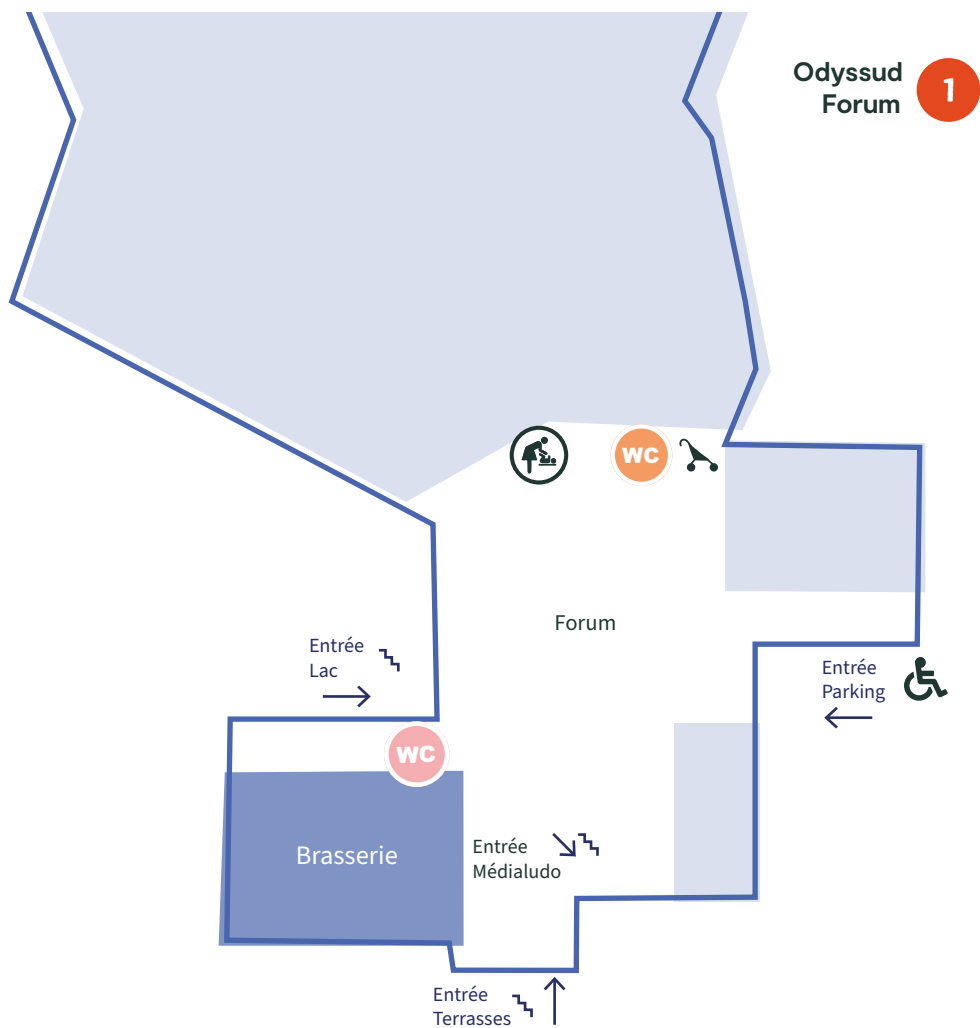 Odyssud
Forum
1
WC
Forum
Entrée
Lac
Entrée
Parking
WC
Brasserie
Entrée
Médialudo
Entrée
Terrasses